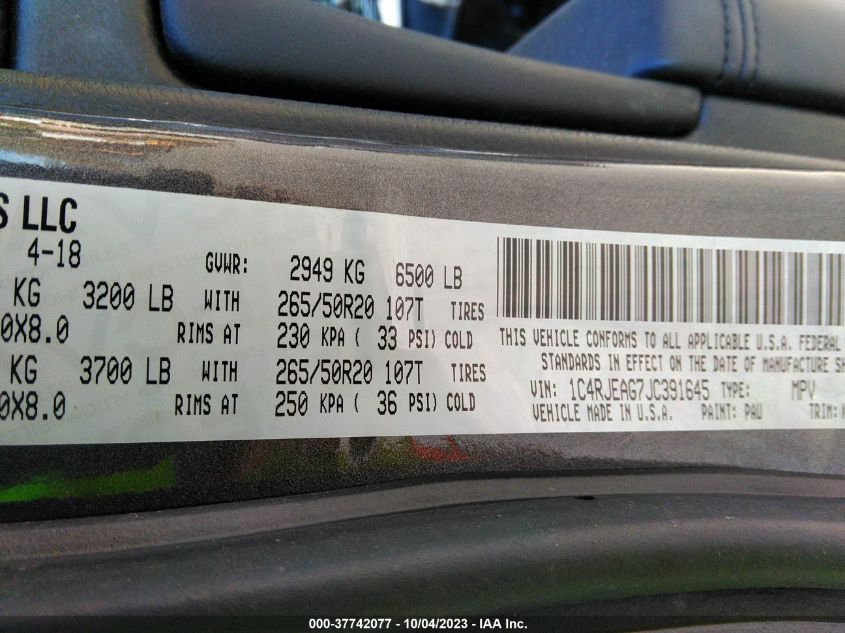 S LLC
4-18 GVWR: 2949 KG 6500 LB
KG 3200 LB WITH 265/50R20 107T TIRES
0X8.0 RIMS AT 230 KPA ( 33 PSI) COLD
KG 3700 LB WITH 265/50R20 107T TIRES
0X8.0 RIMS AT 250 KPA ( 36 PSI) COLD
THIS VEHICLE CONFORMS TO ALL APPLICABLE U.S.A. FEDERAL
STANDARDS IN EFFECT ON THE DATE OF MANUFACTURE SH
VIN: 1C4RJEAG7JC391645 TYPE: MPV
VEHICLE MADE IN U.S.A. PAINT: PAU TRIM:
000-37742077 - 10/04/2023 - IAA Inc.